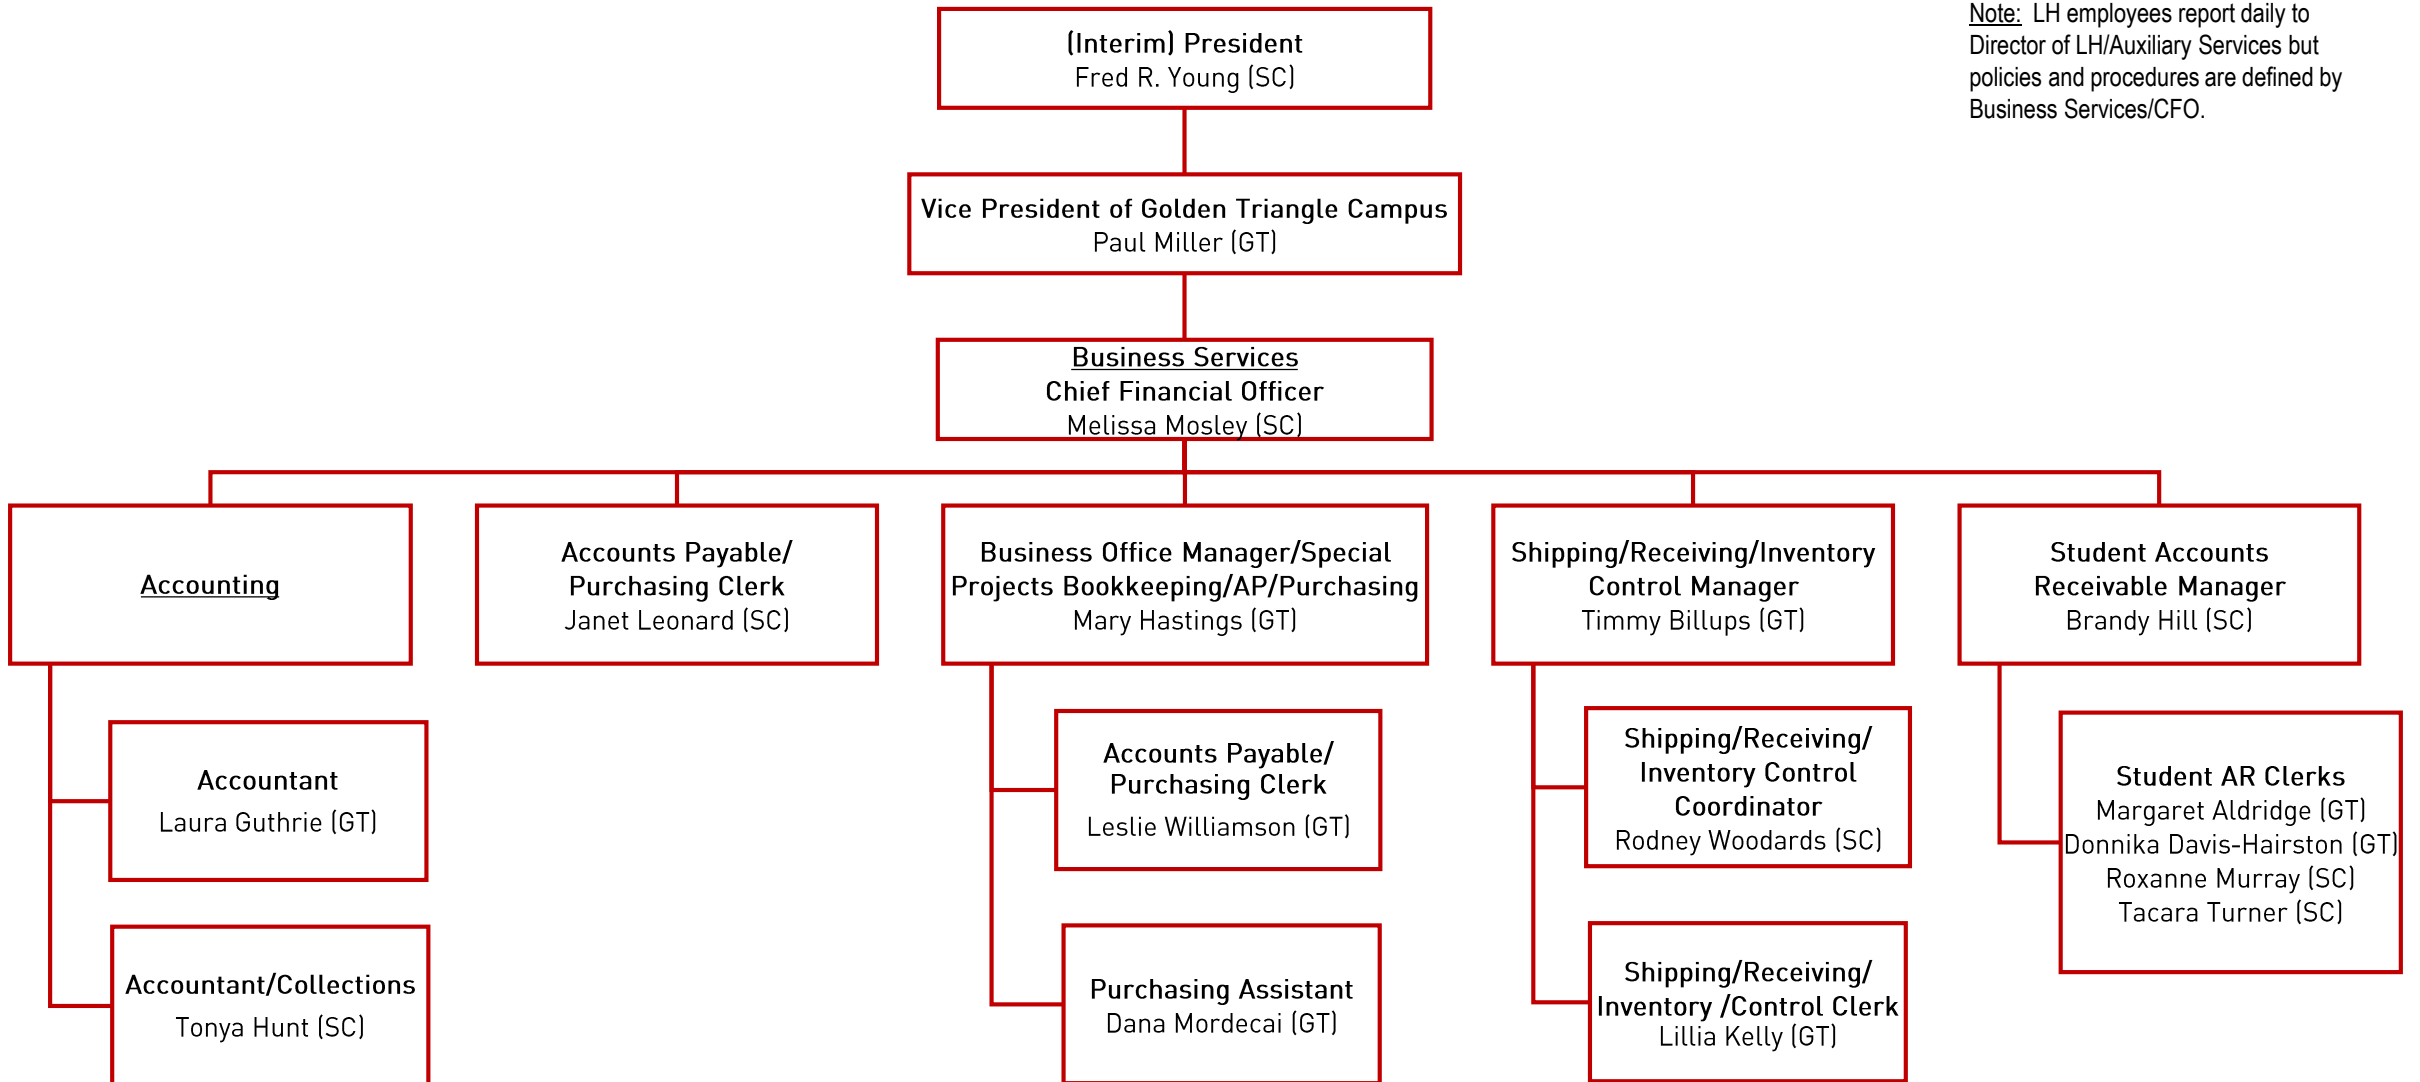 Note: LH employees report daily to
Director of LH/Auxiliary Services but
policies and procedures are defined by
Business Services/CFO.
(Interim) President
Fred R. Young (SC)
Vice President of Golden Triangle Campus
Paul Miller (GT)
Business Services
Chief Financial Officer
Melissa Mosley (SC)
Accounting
Accountant
Laura Guthrie (GT)
Accountant/Collections
Tonya Hunt (SC)
Accounts Payable/
Purchasing Clerk
Janet Leonard (SC)
Business Office Manager/Special
Projects Bookkeeping/AP/Purchasing
Mary Hastings (GT)
Accounts Payable/
Purchasing Clerk
Leslie Williamson (GT)
Purchasing Assistant
Dana Mordecai (GT)
Shipping/Receiving/Inventory
Control Manager
Timmy Billups (GT)
Shipping/Receiving/
Inventory Control
Coordinator
Rodney Woodards (SC)
Shipping/Receiving/
Inventory /Control Clerk
Lillia Kelly (GT)
Student Accounts
Receivable Manager
Brandy Hill (SC)
Student AR Clerks
Margaret Aldridge (GT)
Donnika Davis-Hairston (GT)
Roxanne Murray (SC)
Tacara Turner (SC)